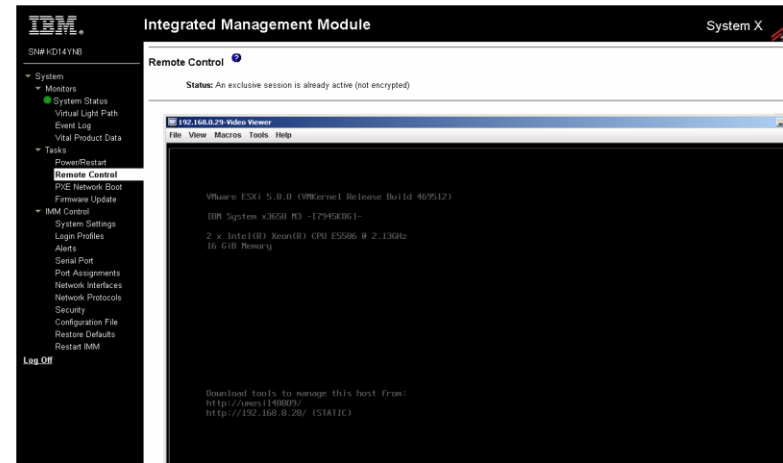 IBM.
Integrated Management Module
System X
SN# KD14YN8
System
Monitors
System Status
Virtual Light Path
Event Log
Vital Product Data
Tasks
Power/Restart
Remote Control
PXE Network Boot
Firmware Update
IMM Control
System Settings
Login Profiles
Alerts
Serial Port
Port Assignments
Network Interfaces
Network Protocols
Security
Configuration File
Restore Defaults
Restart IMM
Log Off
Remote Control ?
Status: An exclusive session is already active (not encrypted)
192.168.0.29-Video Viewer
File View Macros Tools Help
VMware ESXi 5.0.0 (VMKernel Release Build 469512)
IBM System x3650 M3 -[7945K8G]-
2 x Intel(R) Xeon(R) CPU E5506 @ 2.13GHz
16 GiB Memory
Download tools to manage this host from:
http://192.168.0.28/ (STATIC)